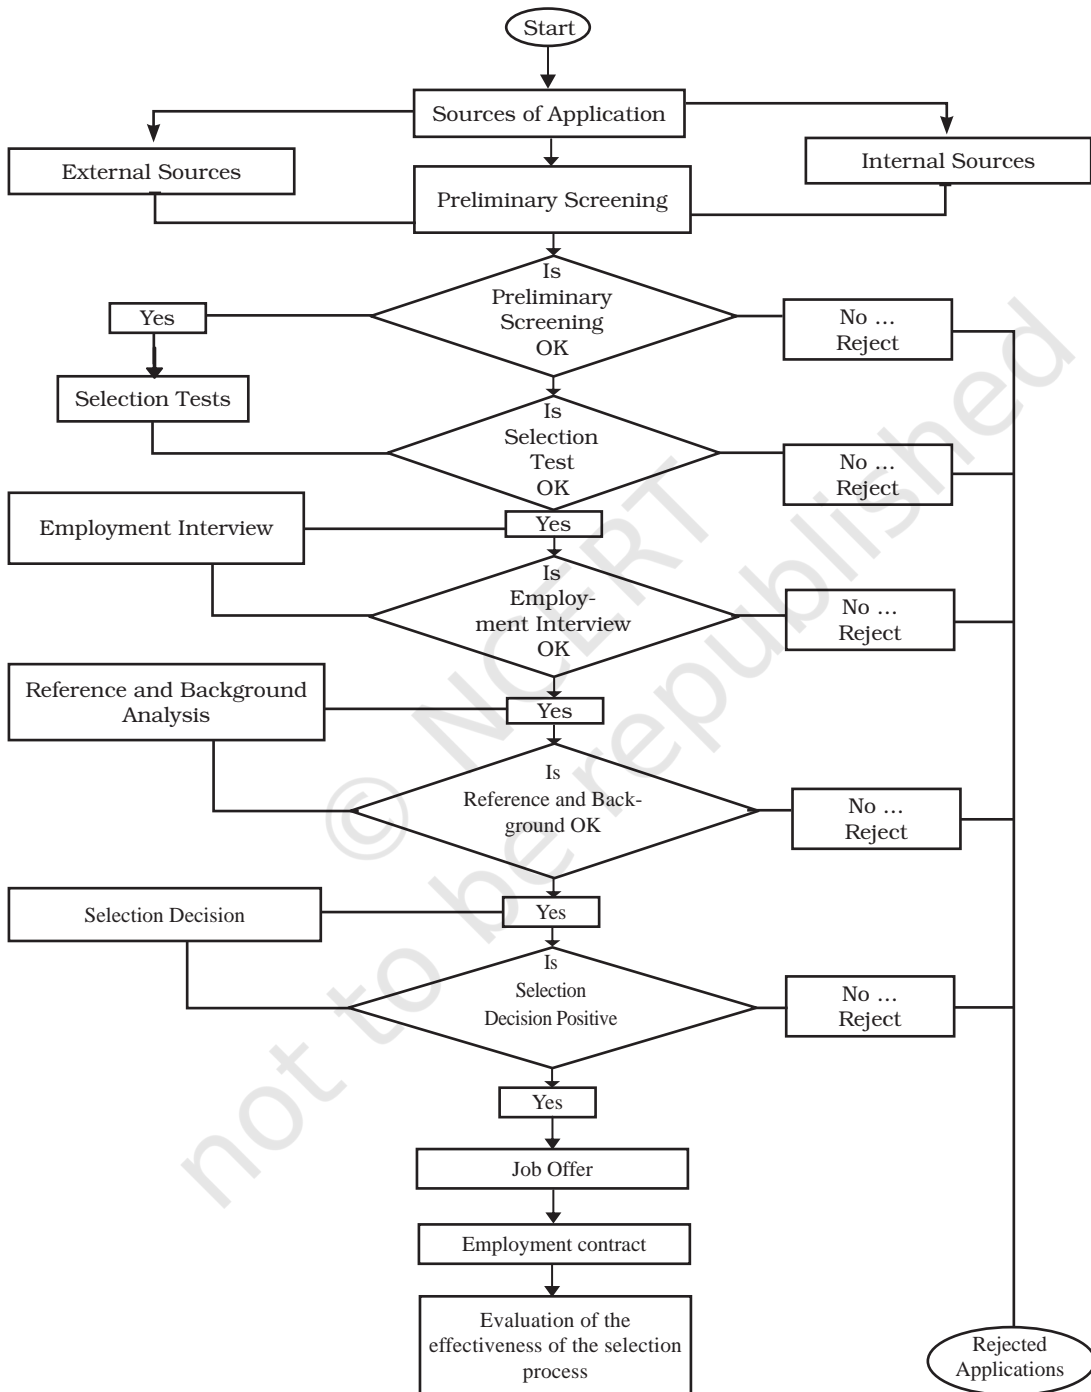 Start
Sources of Application
External Sources
Internal Sources
Preliminary Screening
Is
Preliminary
Screening
OK
Yes
No ...
Reject
Selection Tests
Is
Selection
Test
OK
No ...
Reject
Yes
Employment Interview
Is
Employ-
ment Interview
OK
No ...
Reject
Yes
Reference and Background
Analysis
Is
Reference and Back-
ground OK
No ...
Reject
Yes
Selection Decision
Is
Selection
Decision Positive
No ...
Reject
Yes
Job Offer
Employment contract
Evaluation of the
effectiveness of the selection
process
Rejected
Applications
© NCERT
not to be republished